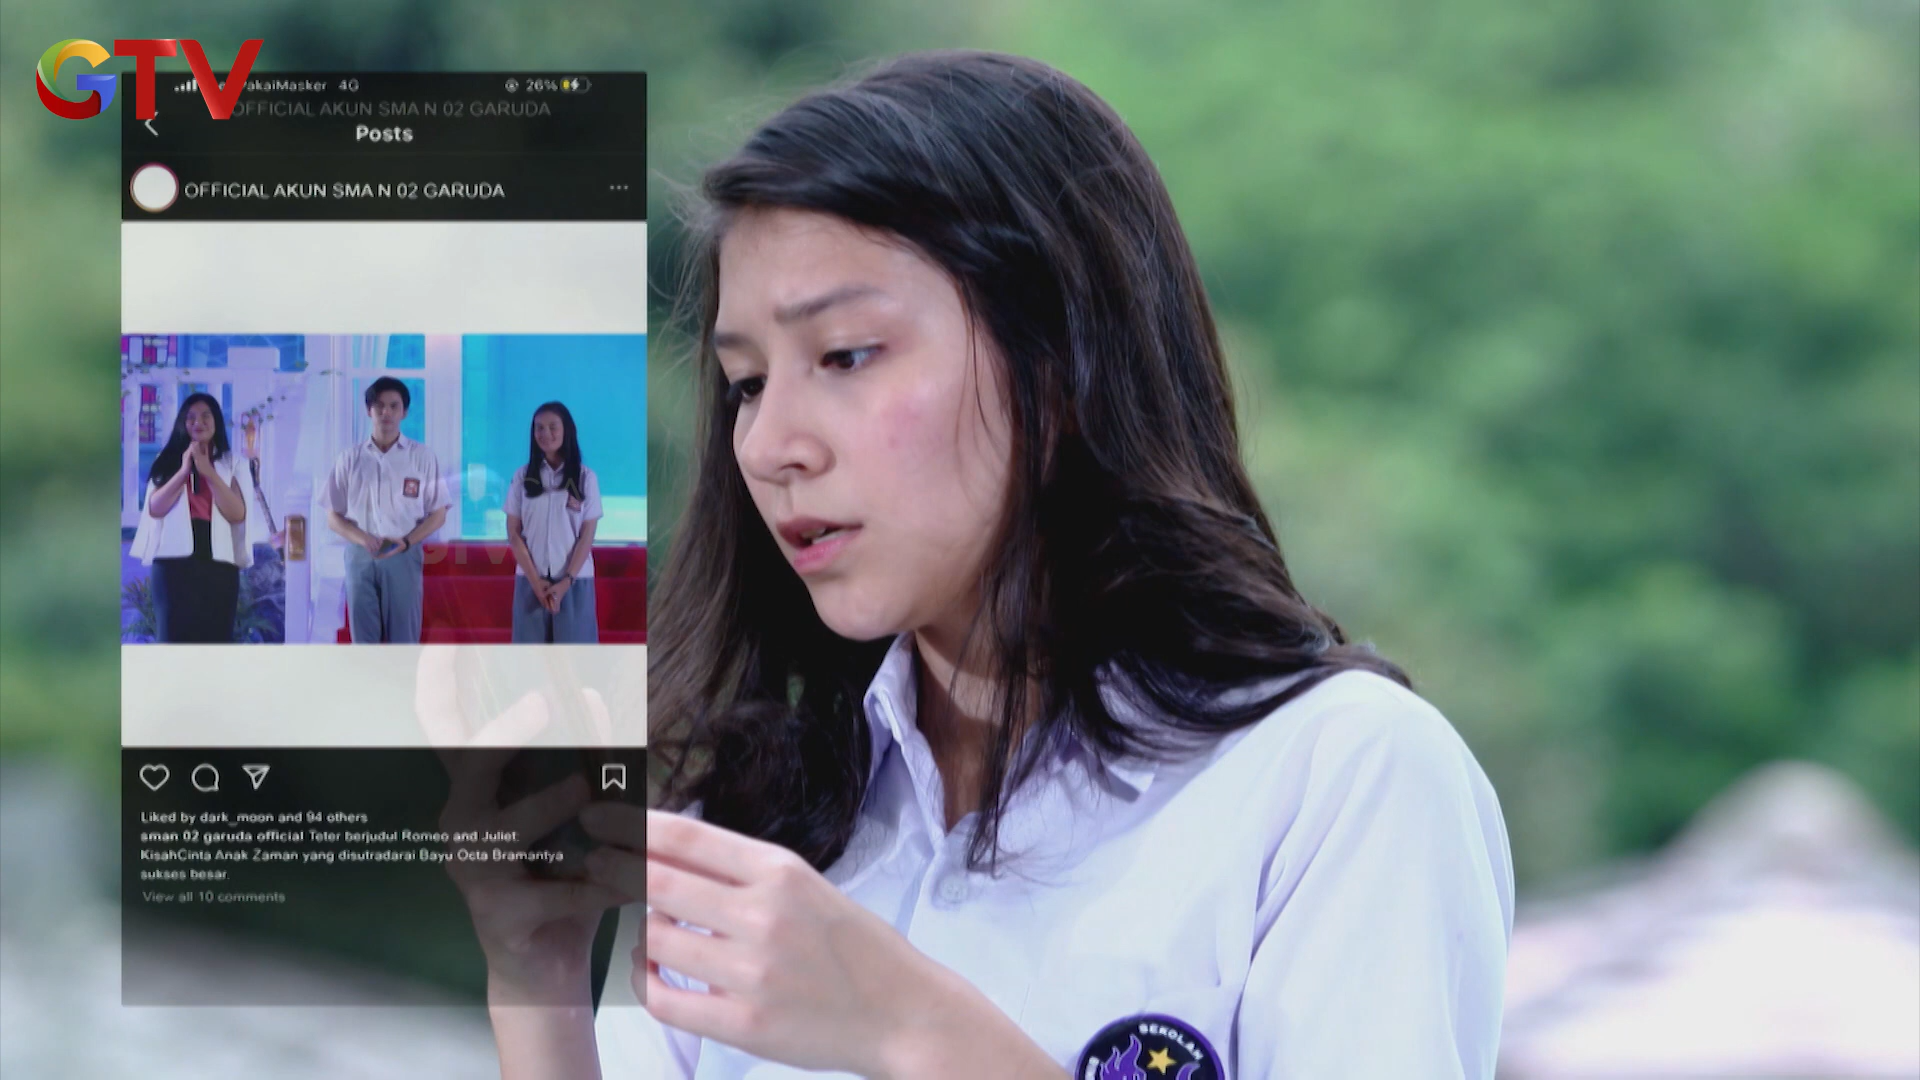 GTV
akaiMasker 4G 26%
OFFICIAL AKUN SMA N 02 GARUDA
Posts
OFFICIAL AKUN SMA N 02 GARUDA
GTV
Liked by dark_moon and 94 others
sman 02 garuda official Teter berjudul Romeo and Juliet:
KisahCinta Anak Zaman yang disutradarai Bayu Octa Bramantya
sukses besar.
View all 10 comments
SEKOLAH